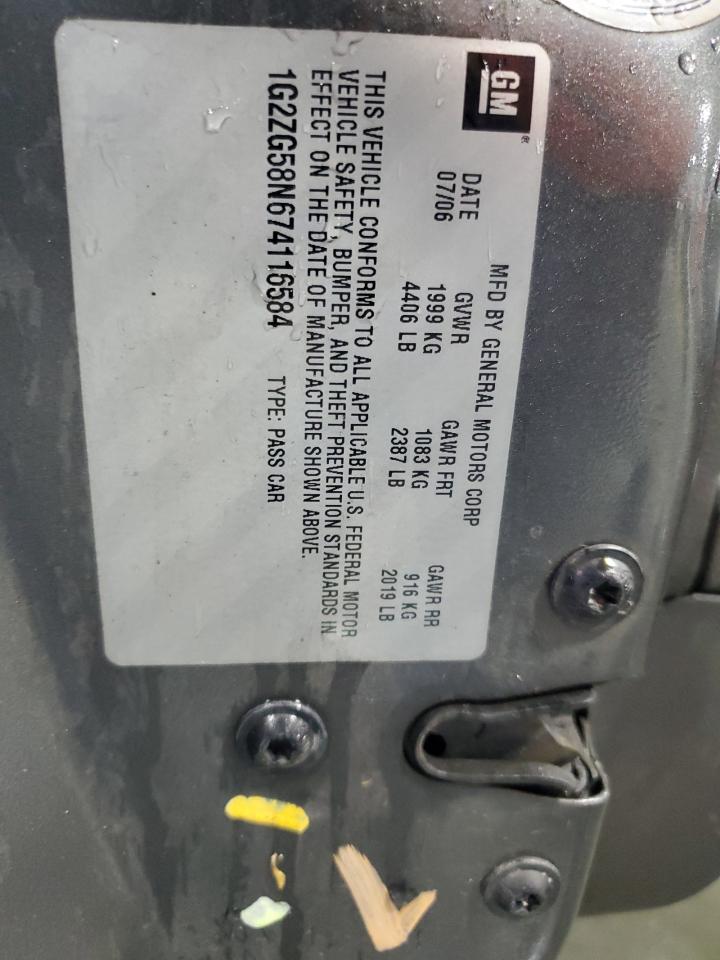 GM
®
MFD BY GENERAL MOTORS CORP
DATE GVWR GAWR FRT GAWR RR
07/06 1999 KG 1083 KG 916 KG
4406 LB 2387 LB 2019 LB
THIS VEHICLE CONFORMS TO ALL APPLICABLE U.S. FEDERAL MOTOR
VEHICLE SAFETY, BUMPER, AND THEFT PREVENTION STANDARDS IN
EFFECT ON THE DATE OF MANUFACTURE SHOWN ABOVE.
1G2ZG58N674116584 TYPE: PASS CAR